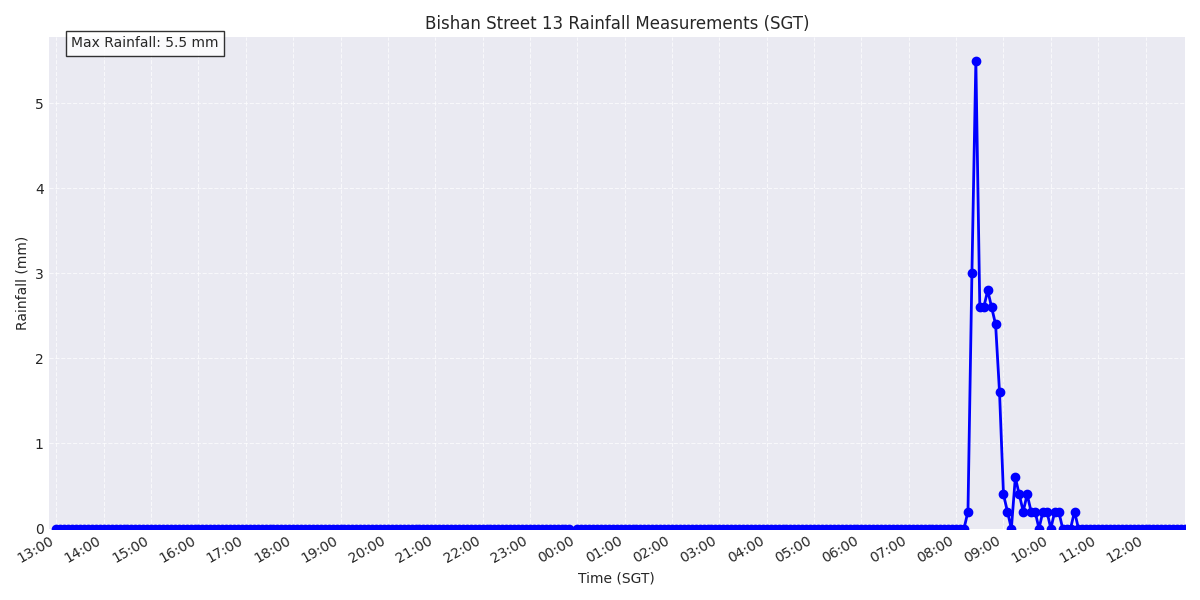 Bishan Street 13 Rainfall Measurements (SGT)
Max Rainfall: 5.5 mm
Rainfall (mm)
5
4
3
2
1
0
13:00 14:00 15:00 16:00 17:00 18:00 19:00 20:00 21:00 22:00 23:00 00:00 01:00 02:00 03:00 04:00 05:00 06:00 07:00 08:00 09:00 10:00 11:00 12:00
Time (SGT)